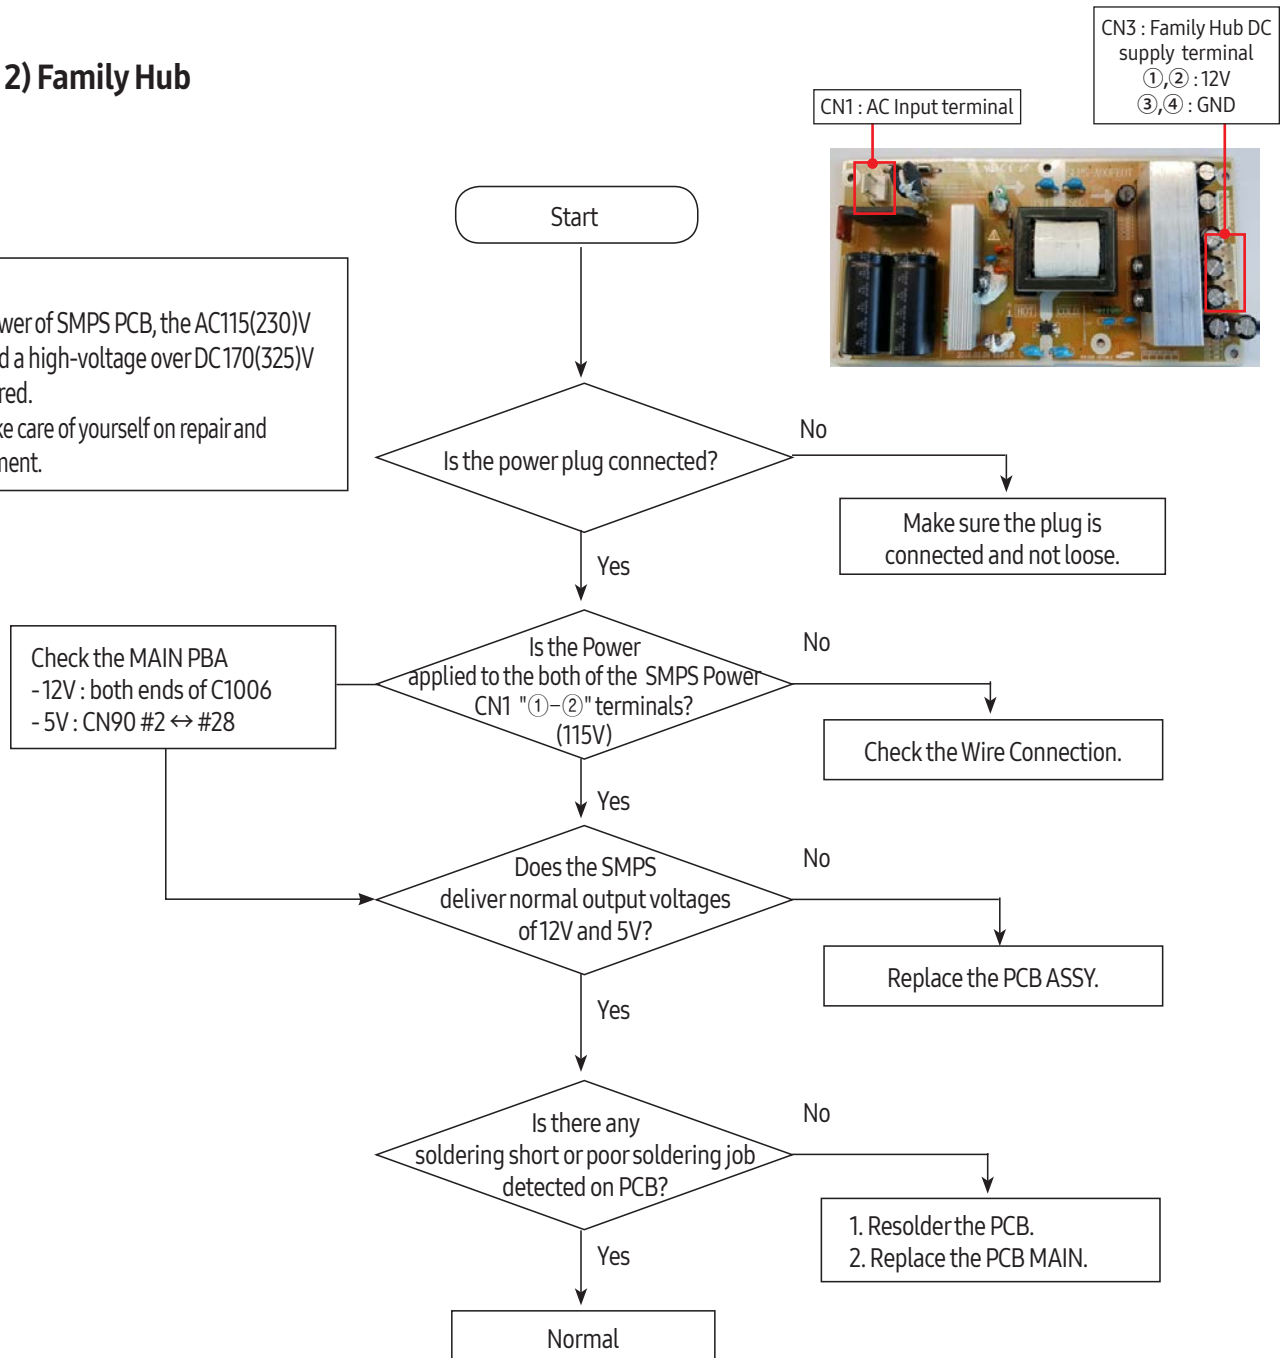 2) Family Hub
CN3 : Family Hub DC
supply terminal
①,② : 12V
③,④ : GND
CN1 : AC Input terminal
Start
wer of SMPS PCB, the AC115(230)V
d a high-voltage over DC 170(325)V
red.
ke care of yourself on repair and
ment.
Is the power plug connected?
No
Make sure the plug is
connected and not loose.
Yes
Check the MAIN PBA
- 12V : both ends of C1006
- 5V : CN90 #2 ↔ #28
Is the Power
applied to the both of the SMPS Power
CN1 "①-②" terminals?
(115V)
No
Check the Wire Connection.
Yes
Does the SMPS
deliver normal output voltages
of 12V and 5V?
No
Replace the PCB ASSY.
Yes
Is there any
soldering short or poor soldering job
detected on PCB?
No
1. Resolder the PCB.
2. Replace the PCB MAIN.
Yes
Normal
HOT
COLD